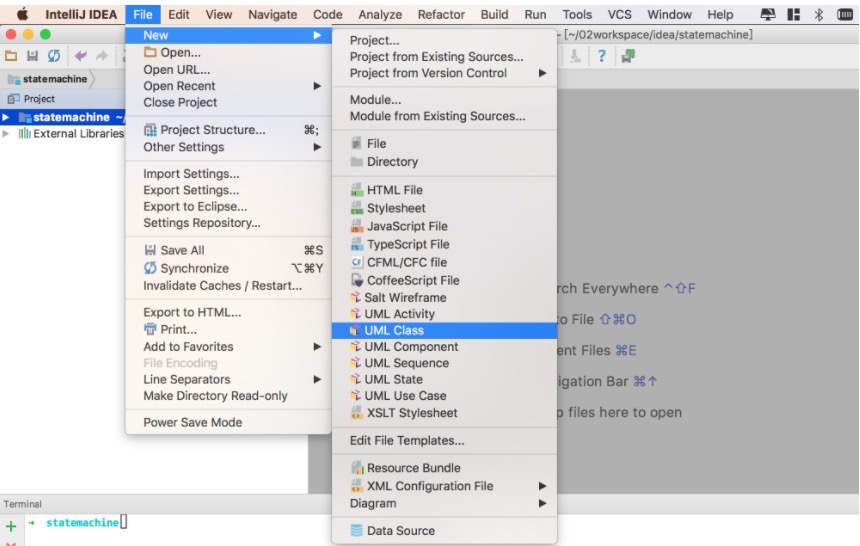 IntelliJ IDEA File Edit View Navigate Code Analyze Refactor Build Run Tools VCS Window Help
- [~/02workspace/idea/statemachine]
statemachine
Project
statemachine ~/
External Libraries
New
Open...
Open URL...
Open Recent
Close Project
Project Structure... ⌘;
Other Settings
Import Settings...
Export Settings...
Export to Eclipse...
Settings Repository...
Save All ⌘S
Synchronize ⌥⌘Y
Invalidate Caches / Restart...
Export to HTML...
Print...
Add to Favorites
File Encoding
Line Separators
Make Directory Read-only
Power Save Mode
Project...
Project from Existing Sources...
Project from Version Control
Module...
Module from Existing Sources...
File
Directory
HTML File
Stylesheet
JavaScript File
TypeScript File
CFML/CFC file
CoffeeScript File
Salt Wireframe
UML Activity
UML Class
UML Component
UML Sequence
UML State
UML Use Case
XSLT Stylesheet
Edit File Templates...
Resource Bundle
XML Configuration File
Diagram
Data Source
rch Everywhere ⌃⇧F
o File ⇧⌘O
ent Files ⌘E
igation Bar ⌘↑
p files here to open
Terminal
statemachine